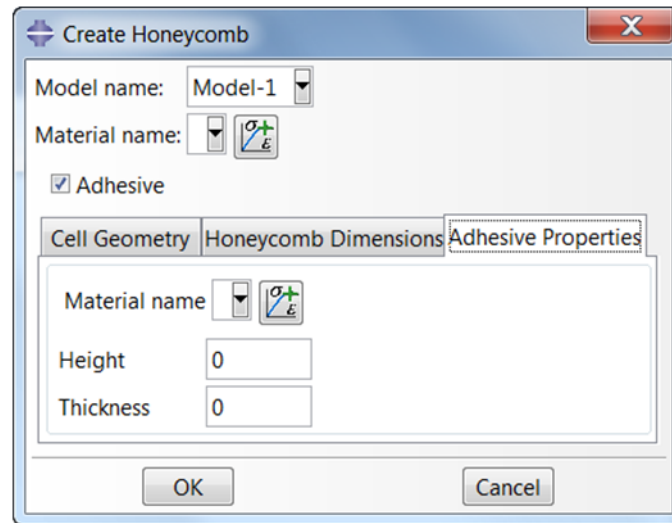 Create Honeycomb
Model name: Model-1
Material name: σ ε
Adhesive
Cell Geometry Honeycomb Dimensions Adhesive Properties
Material name σ ε
Height 0
Thickness 0
OK Cancel